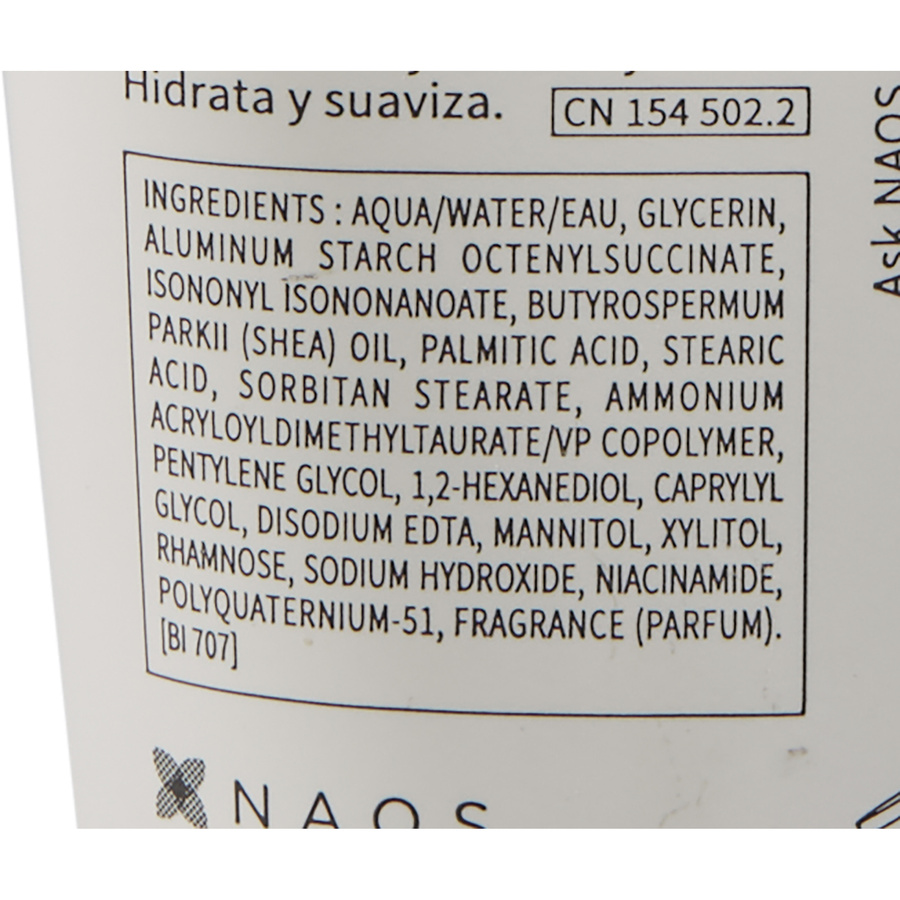 Hidrata y suaviza.
CN 154 502.2
INGREDIENTS : AQUA/WATER/EAU, GLYCERIN,
ALUMINUM STARCH OCTENYLSUCCINATE,
ISONONYL ISONONANOATE, BUTYROSPERMUM
PARKII (SHEA) OIL, PALMITIC ACID, STEARIC
ACID, SORBITAN STEARATE, AMMONIUM
ACRYLOYLDIMETHYLTAURATE/VP COPOLYMER,
PENTYLENE GLYCOL, 1,2-HEXANEDIOL, CAPRYLYL
GLYCOL, DISODIUM EDTA, MANNITOL, XYLITOL,
RHAMNOSE, SODIUM HYDROXIDE, NIACINAMIDE,
POLYQUATERNIUM-51, FRAGRANCE (PARFUM).
[BI 707]
NAOS
Ask NAOS